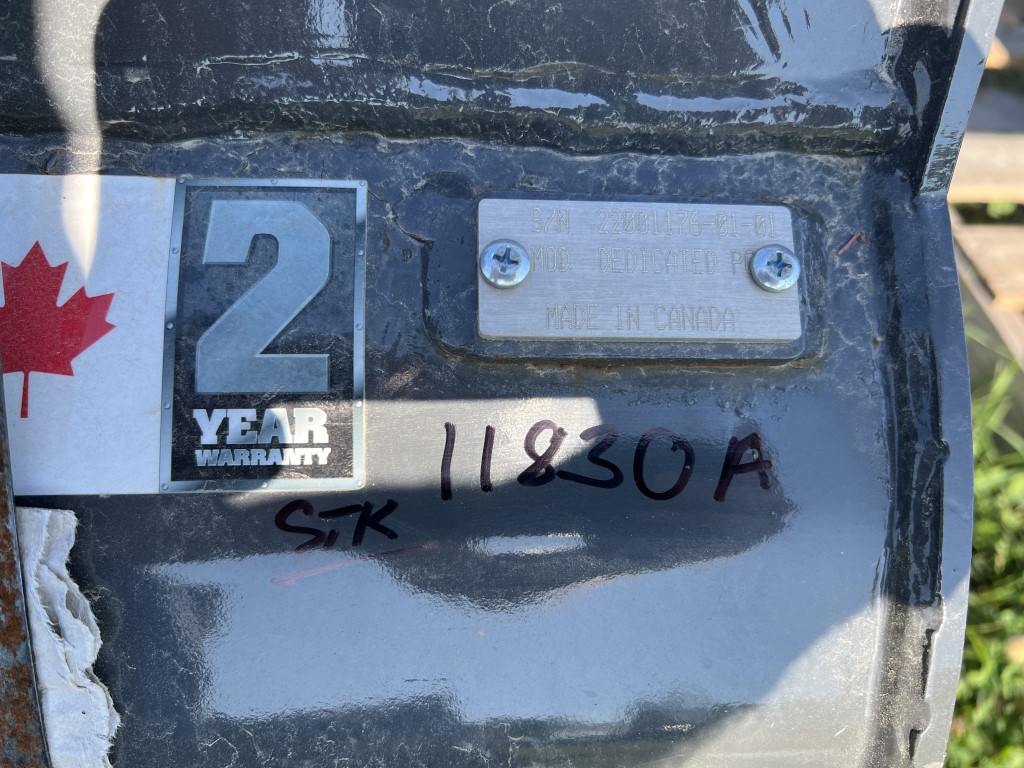 S/N 22001176-01-01
MOD DEDICATED
MADE IN CANADA
2
YEAR
WARRANTY
11830A
STK